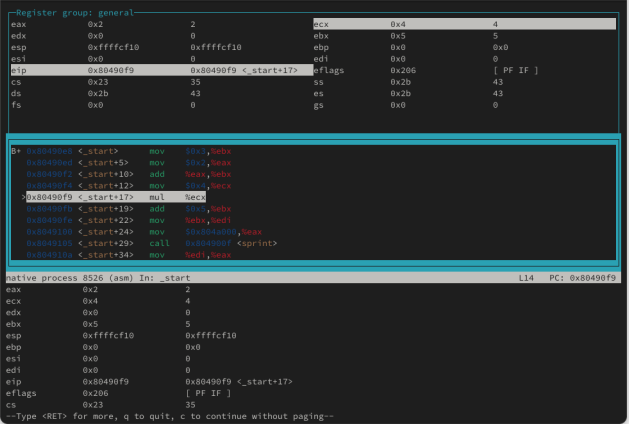 Register group: general
eax 0x2 2 ecx 0x4 4
edx 0x0 0 ebx 0x5 5
esp 0xffffcf10 0xffffcf10 ebp 0x0 0x0
esi 0x0 0 edi 0x0 0
eip 0x80490f9 0x80490f9 <_start+17> eflags 0x206 [ PF IF ]
cs 0x23 35 ss 0x2b 43
ds 0x2b 43 es 0x2b 43
fs 0x0 0 gs 0x0 0
B+ 0x80490e8 <_start> mov $0x3,%ebx
0x80490ed <_start+5> mov $0x2,%eax
0x80490f2 <_start+10> add %eax,%ebx
0x80490f4 <_start+12> mov $0x4,%ecx
>0x80490f9 <_start+17> mul %ecx
0x80490fb <_start+19> add $0x5,%ebx
0x80490fe <_start+22> mov %ebx,%edi
0x8049100 <_start+24> mov $0x804a000,%eax
0x8049105 <_start+29> call 0x804900f <sprint>
0x804910a <_start+34> mov %edi,%eax
native process 8526 (asm) In: _start L14 PC: 0x80490f9
eax 0x2 2
ecx 0x4 4
edx 0x0 0
ebx 0x5 5
esp 0xffffcf10 0xffffcf10
ebp 0x0 0x0
esi 0x0 0
edi 0x0 0
eip 0x80490f9 0x80490f9 <_start+17>
eflags 0x206 [ PF IF ]
cs 0x23 35
--Type <RET> for more, q to quit, c to continue without paging--